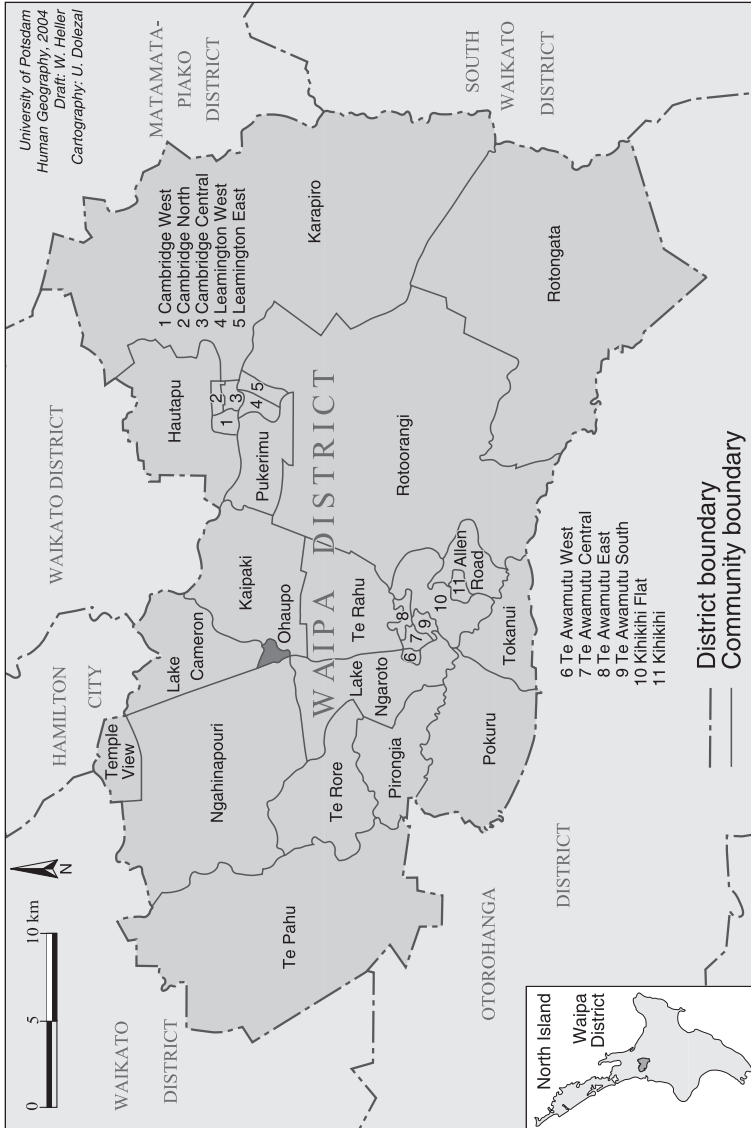 University of Potsdam
Human Geography, 2004
Draft: W. Heller
Cartography: U. Dolezal
0 5 10 km
N
WAIKATO
DISTRICT
HAMILTON
CITY
WAIKATO DISTRICT
MATAMATA-
PIAKO
DISTRICT
SOUTH
WAIKATO
DISTRICT
OTOROHANGA
DISTRICT
WAIPA DISTRICT
Temple
View
Lake
Cameron
Ngahinapouri
Kaipaki
Ohaupo
Hautapu
Pukerimu
1
2
3
4
5
1 Cambridge West
2 Cambridge North
3 Cambridge Central
4 Leamington West
5 Leamington East
Karapiro
Te Pahu
Te Rore
Pirongia
Lake
Ngaroto
Te Rahu
6
7
8
9
10
11
Allen
Road
Rotoorangi
Rotongata
Pokuru
Tokanui
6 Te Awamutu West
7 Te Awamutu Central
8 Te Awamutu East
9 Te Awamutu South
10 Kihikihi Flat
11 Kihikihi
District boundary
Community boundary
North Island
Waipa
District